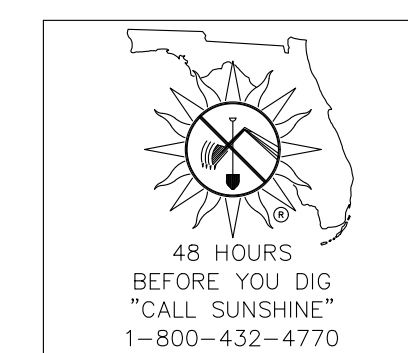 ®
48 HOURS
BEFORE YOU DIG
"CALL SUNSHINE"
1-800-432-4770